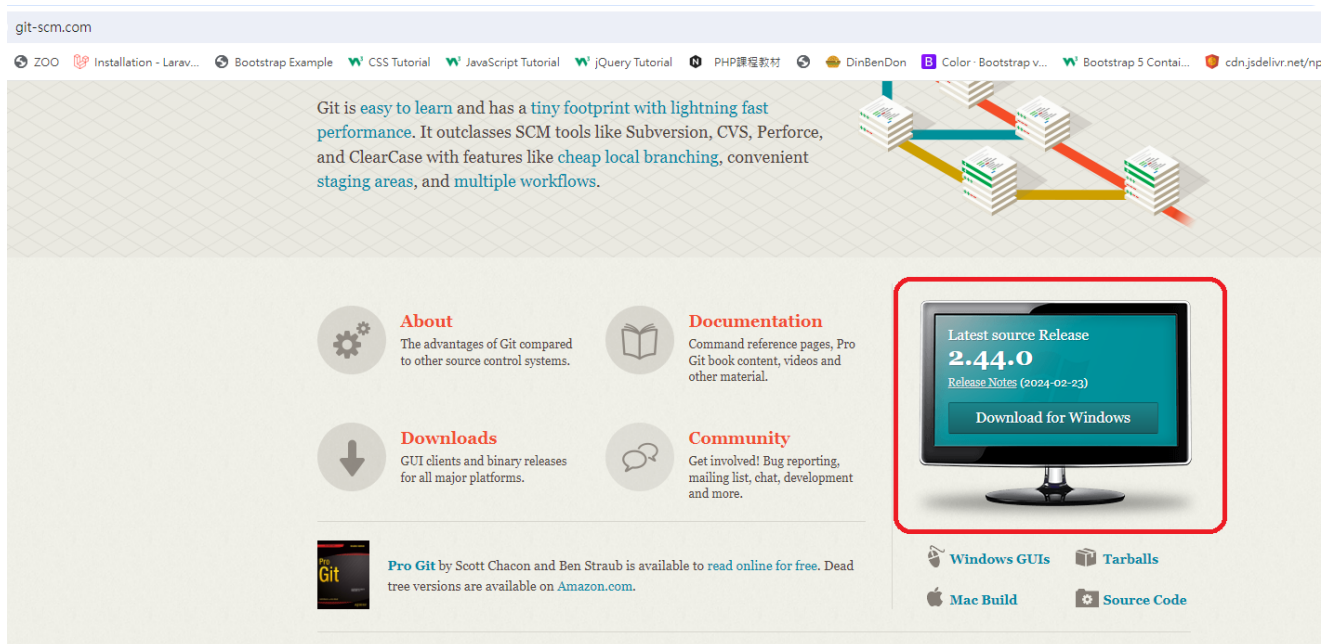 git-scm.com
ZOO Installation - Larav... Bootstrap Example CSS Tutorial JavaScript Tutorial jQuery Tutorial PHP課程教材 DinBenDon Color · Bootstrap v... Bootstrap 5 Contai... cdn.jsdelivr.net/np
Git is easy to learn and has a tiny footprint with lightning fast
performance. It outclasses SCM tools like Subversion, CVS, Perforce,
and ClearCase with features like cheap local branching, convenient
staging areas, and multiple workflows.
About
The advantages of Git compared
to other source control systems.
Documentation
Command reference pages, Pro
Git book content, videos and
other material.
Downloads
GUI clients and binary releases
for all major platforms.
Community
Get involved! Bug reporting,
mailing list, chat, development
and more.
Latest source Release
2.44.0
Release Notes (2024-02-23)
Download for Windows
Pro
Git
Pro Git by Scott Chacon and Ben Straub is available to read online for free. Dead
tree versions are available on Amazon.com.
Windows GUIs
Tarballs
Mac Build
Source Code